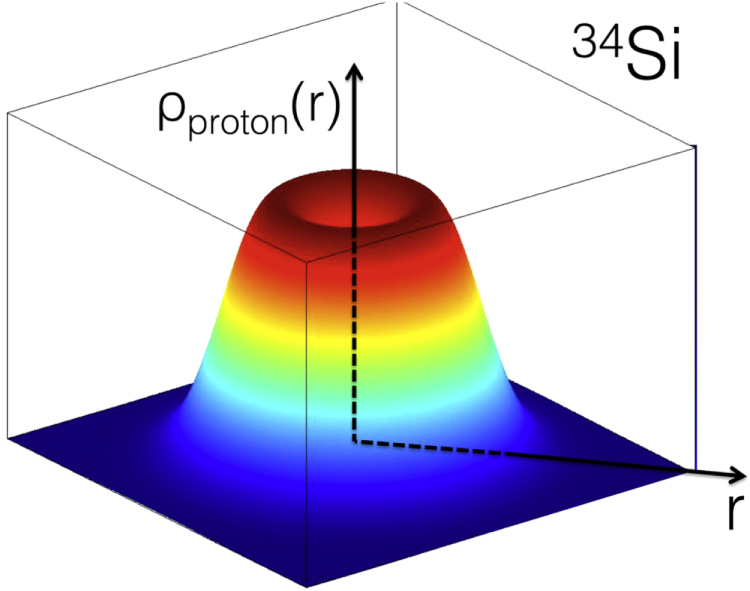 ³⁴Si
ρproton(r)
r